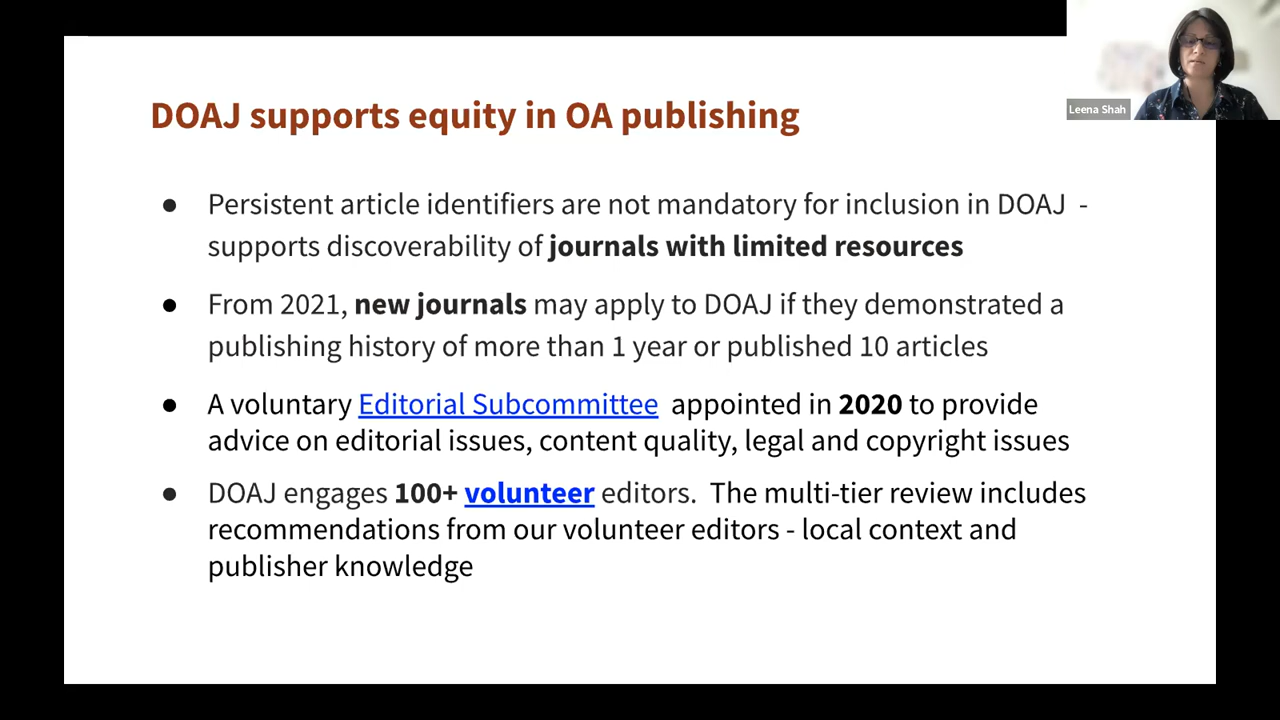 Leena Shah
DOAJ supports equity in OA publishing
● Persistent article identifiers are not mandatory for inclusion in DOAJ -
supports discoverability of journals with limited resources
● From 2021, new journals may apply to DOAJ if they demonstrated a
publishing history of more than 1 year or published 10 articles
● A voluntary Editorial Subcommittee appointed in 2020 to provide
advice on editorial issues, content quality, legal and copyright issues
● DOAJ engages 100+ volunteer editors. The multi-tier review includes
recommendations from our volunteer editors - local context and
publisher knowledge